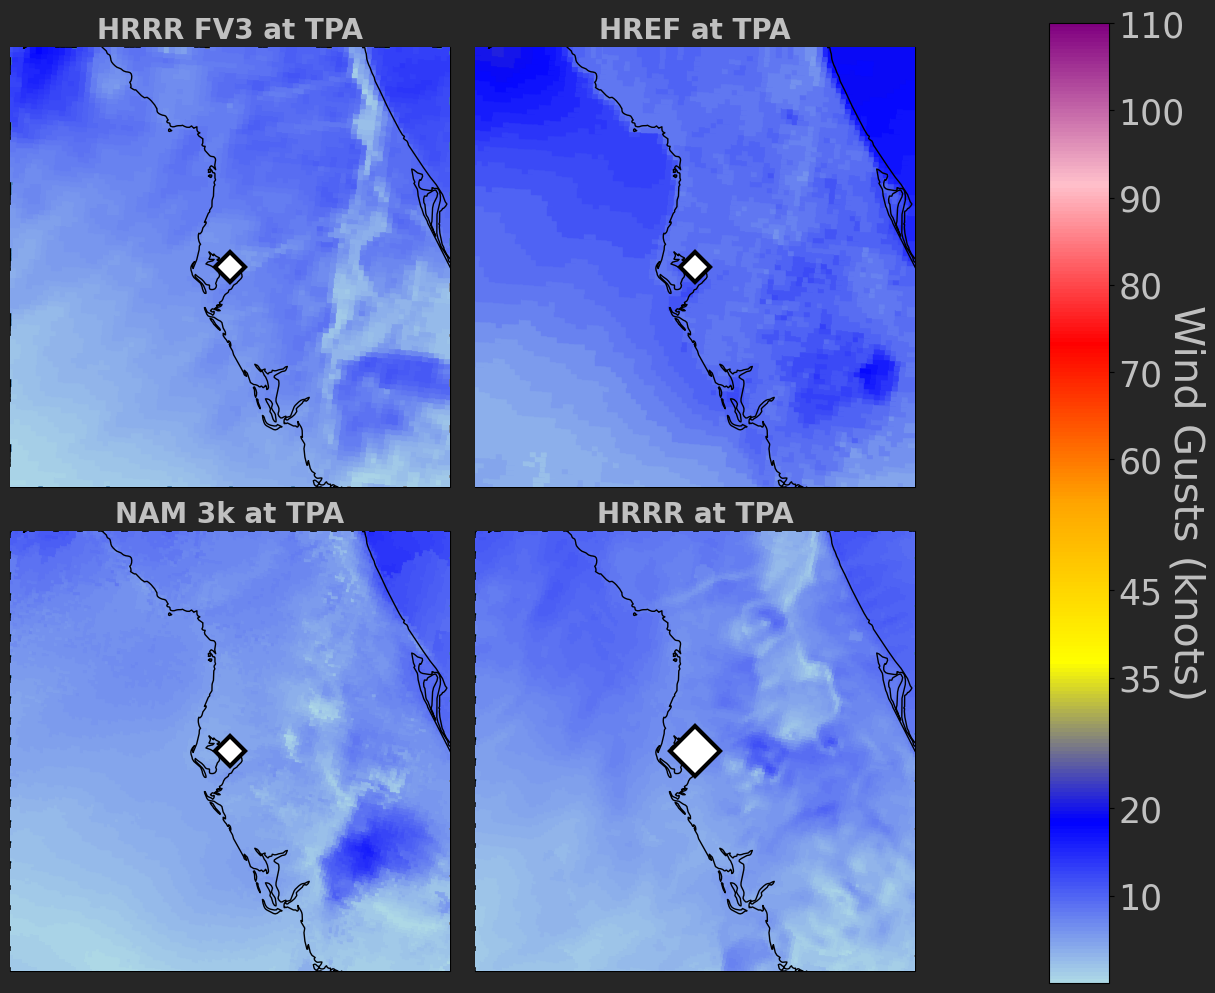 HRRR FV3 at TPA
HREF at TPA
NAM 3k at TPA
HRRR at TPA
110
100
90
80
70
60
45
35
20
10
Wind Gusts (knots)